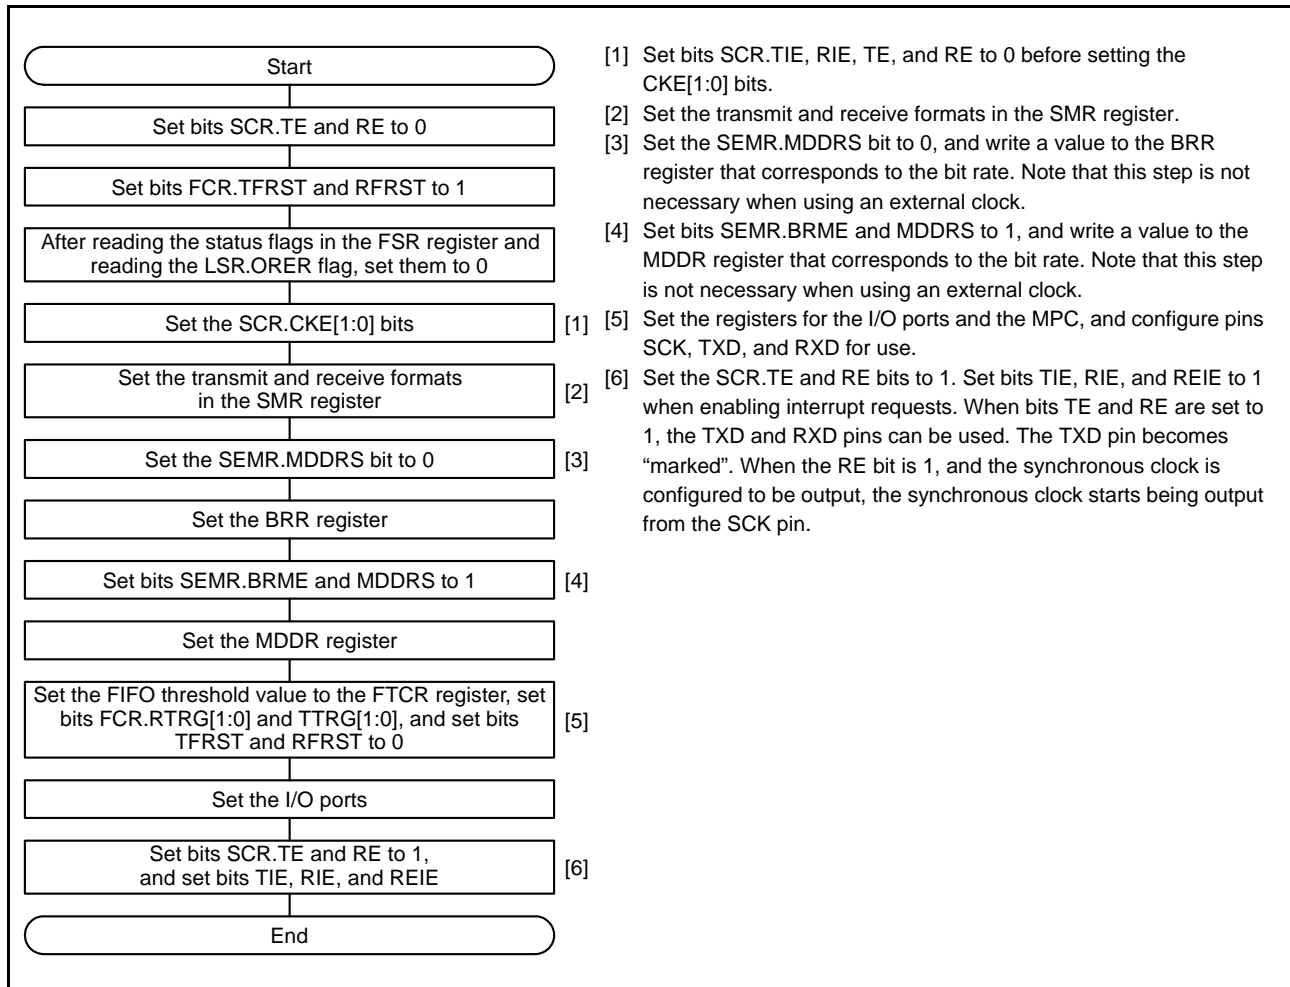 Start
Set bits SCR.TE and RE to 0
Set bits FCR.TFRST and RFRST to 1
After reading the status flags in the FSR register and
reading the LSR.ORER flag, set them to 0
Set the SCR.CKE[1:0] bits
[1]
Set the transmit and receive formats
in the SMR register
[2]
Set the SEMR.MDDRS bit to 0
[3]
Set the BRR register
Set bits SEMR.BRME and MDDRS to 1
[4]
Set the MDDR register
Set the FIFO threshold value to the FTCR register, set
bits FCR.RTRG[1:0] and TTRG[1:0], and set bits
TFRST and RFRST to 0
[5]
Set the I/O ports
Set bits SCR.TE and RE to 1,
and set bits TIE, RIE, and REIE
[6]
End
[1] Set bits SCR.TIE, RIE, TE, and RE to 0 before setting the
CKE[1:0] bits.
[2] Set the transmit and receive formats in the SMR register.
[3] Set the SEMR.MDDRS bit to 0, and write a value to the BRR
register that corresponds to the bit rate. Note that this step is not
necessary when using an external clock.
[4] Set bits SEMR.BRME and MDDRS to 1, and write a value to the
MDDR register that corresponds to the bit rate. Note that this step
is not necessary when using an external clock.
[5] Set the registers for the I/O ports and the MPC, and configure pins
SCK, TXD, and RXD for use.
[6] Set the SCR.TE and RE bits to 1. Set bits TIE, RIE, and REIE to 1
when enabling interrupt requests. When bits TE and RE are set to
1, the TXD and RXD pins can be used. The TXD pin becomes
“marked”. When the RE bit is 1, and the synchronous clock is
configured to be output, the synchronous clock starts being output
from the SCK pin.